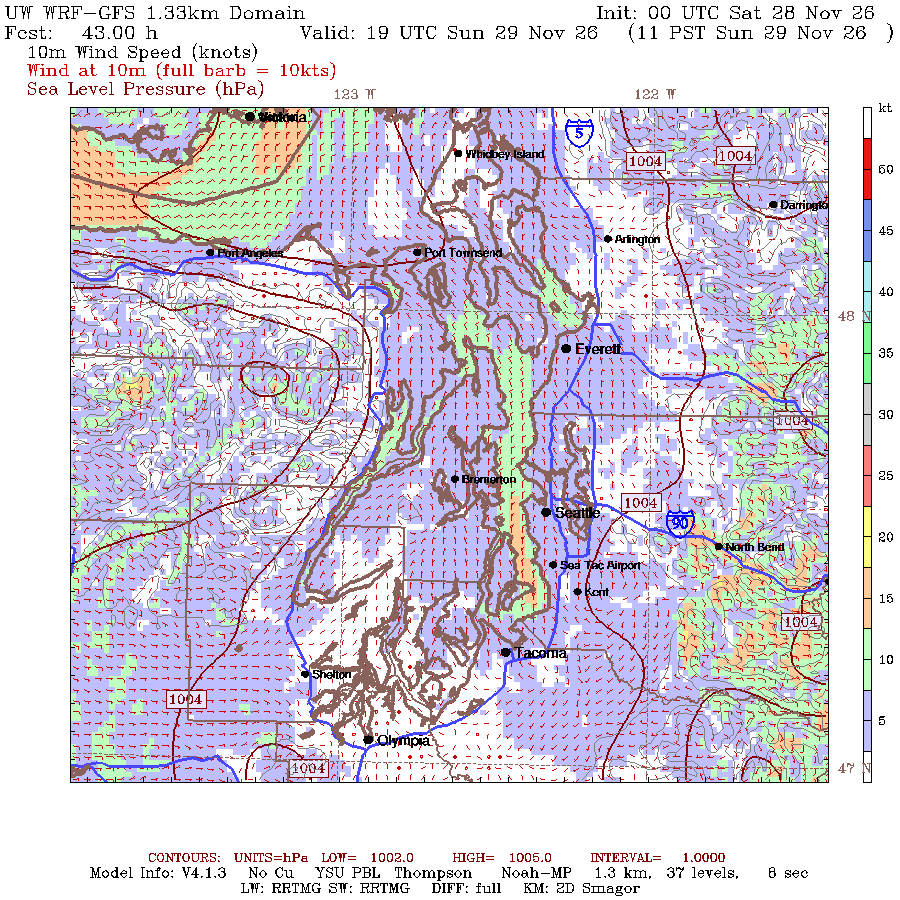 UW WRF-GFS 1.33km Domain Init: 00 UTC Sat 28 Nov 26
Fcst: 43.00 h Valid: 19 UTC Sun 29 Nov 26 (11 PST Sun 29 Nov 26 )
10m Wind Speed (knots)
Wind at 10m (full barb = 10kts)
Sea Level Pressure (hPa)
123 W 122 W
kt
Victoria
5
Whidbey Island
1004
1004
60
Darrington
45
Arlington
Port Angeles
Port Townsend
40
48 N
Everett
35
30
1004
Bremerton
25
1004
Seattle
90
20
North Bend
Sea Tac Airport
Kent
15
1004
Tacoma
10
Shelton
1004
5
Olympia
1004
47 N
CONTOURS: UNITS=hPa LOW= 1002.0 HIGH= 1005.0 INTERVAL= 1.0000
Model Info: V4.1.3 No Cu YSU PBL Thompson Noah-MP 1.3 km, 37 levels, 8 sec
LW: RRTMG SW: RRTMG DIFF: full KM: 2D Smagor